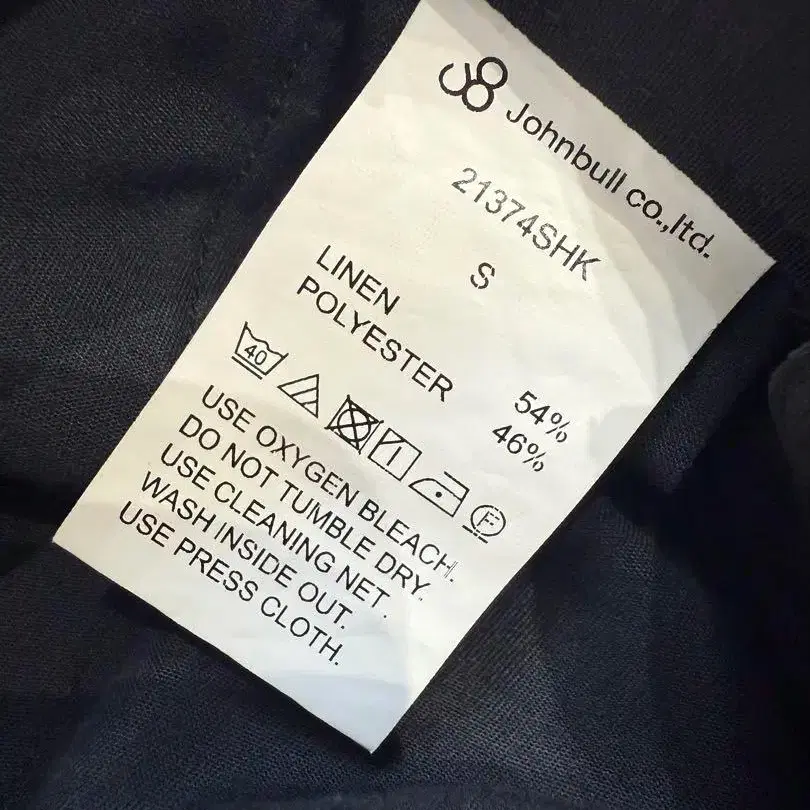 Johnbull co.,ltd.
21374SHK
S
LINEN 54%
POLYESTER 46%
40
F
USE OXYGEN BLEACH.
DO NOT TUMBLE DRY.
USE CLEANING NET.
WASH INSIDE OUT.
USE PRESS CLOTH.